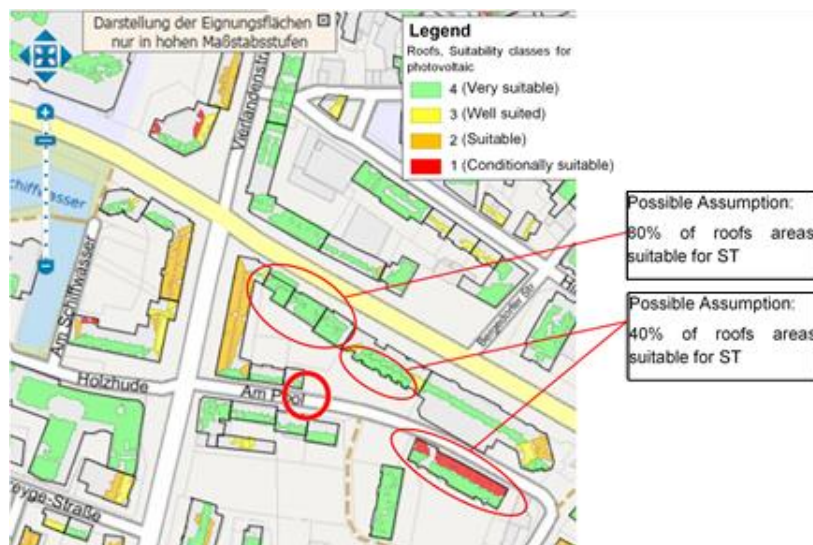 Darstellung der Eignungsflächen
nur in hohen Maßstabsstufen
Legend
Roofs, Suitability classes for
photovoltaic
4 (Very suitable)
3 (Well suited)
2 (Suitable)
1 (Conditionally suitable)
Possible Assumption:
80% of roofs areas
suitable for ST
Possible Assumption:
40% of roofs areas
suitable for ST
Vierlandenstr
chiffwasser
Am Schiffwasser
Bergedorfer Str
Holzhude
Am Pool
reyge-Straße